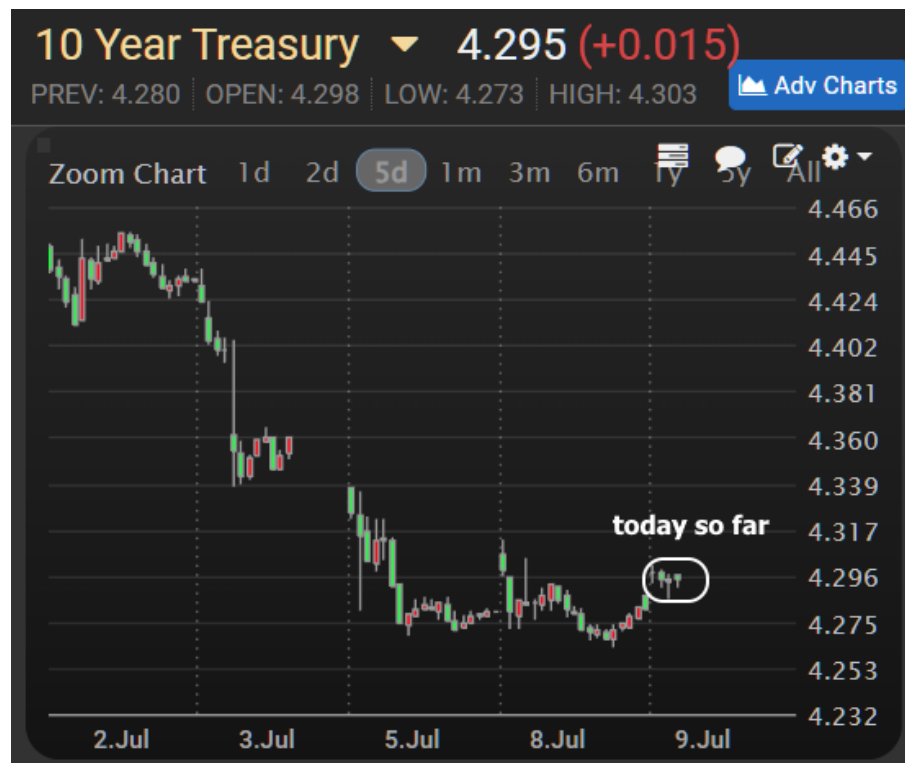 10 Year Treasury 4.295 (+0.015)
PREV: 4.280 OPEN: 4.298 LOW: 4.273 HIGH: 4.303
Adv Charts
Zoom Chart 1d 2d 5d 1m 3m 6m 1y 5y All
4.466
4.445
4.424
4.402
4.381
4.360
4.339
today so far
4.317
4.296
4.275
4.253
4.232
2.Jul 3.Jul 5.Jul 8.Jul 9.Jul